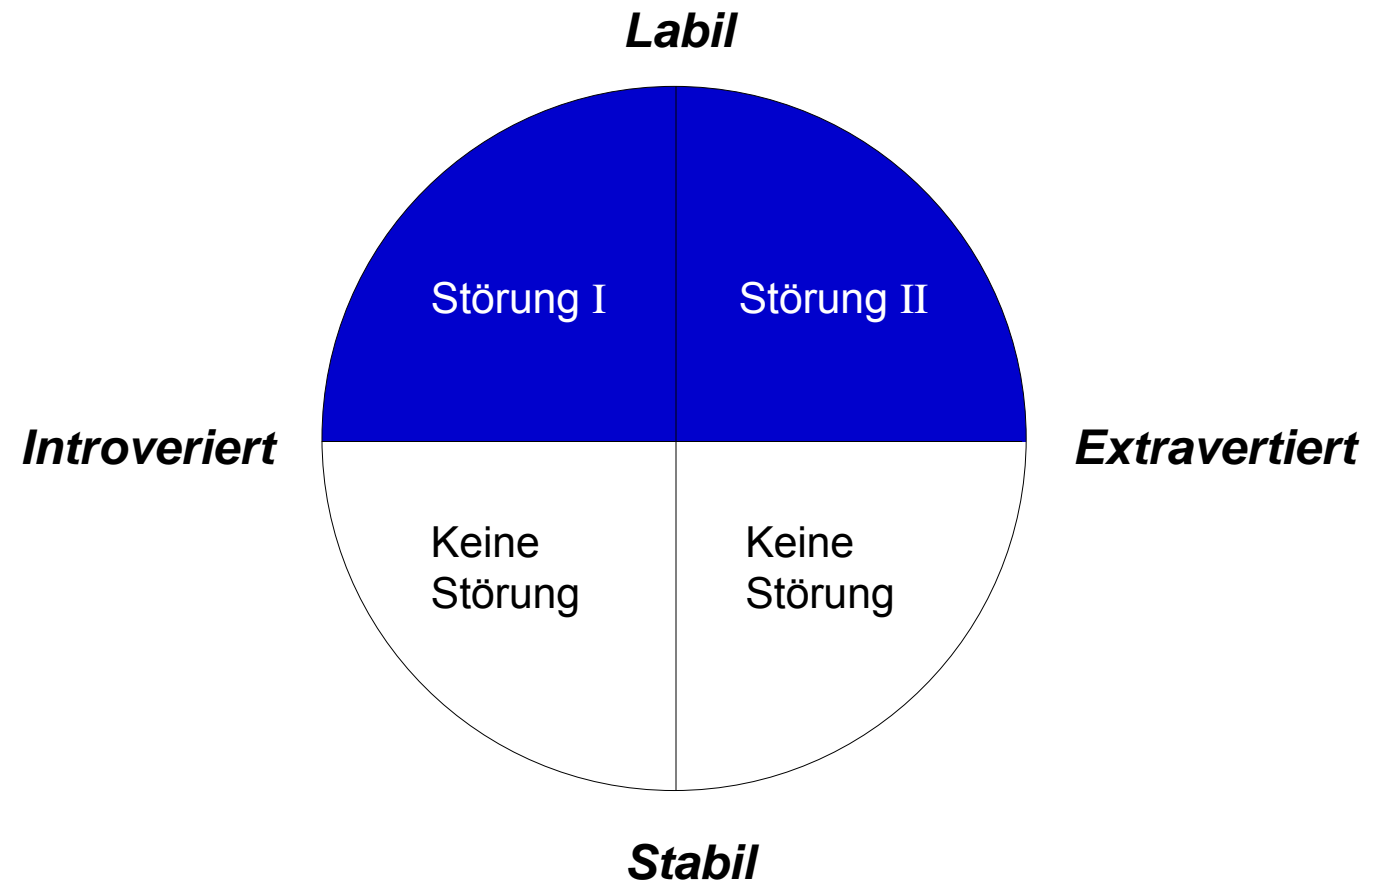 Labil
Störung I
Störung II
Introveriert
Extravertiert
Keine
Störung
Keine
Störung
Stabil